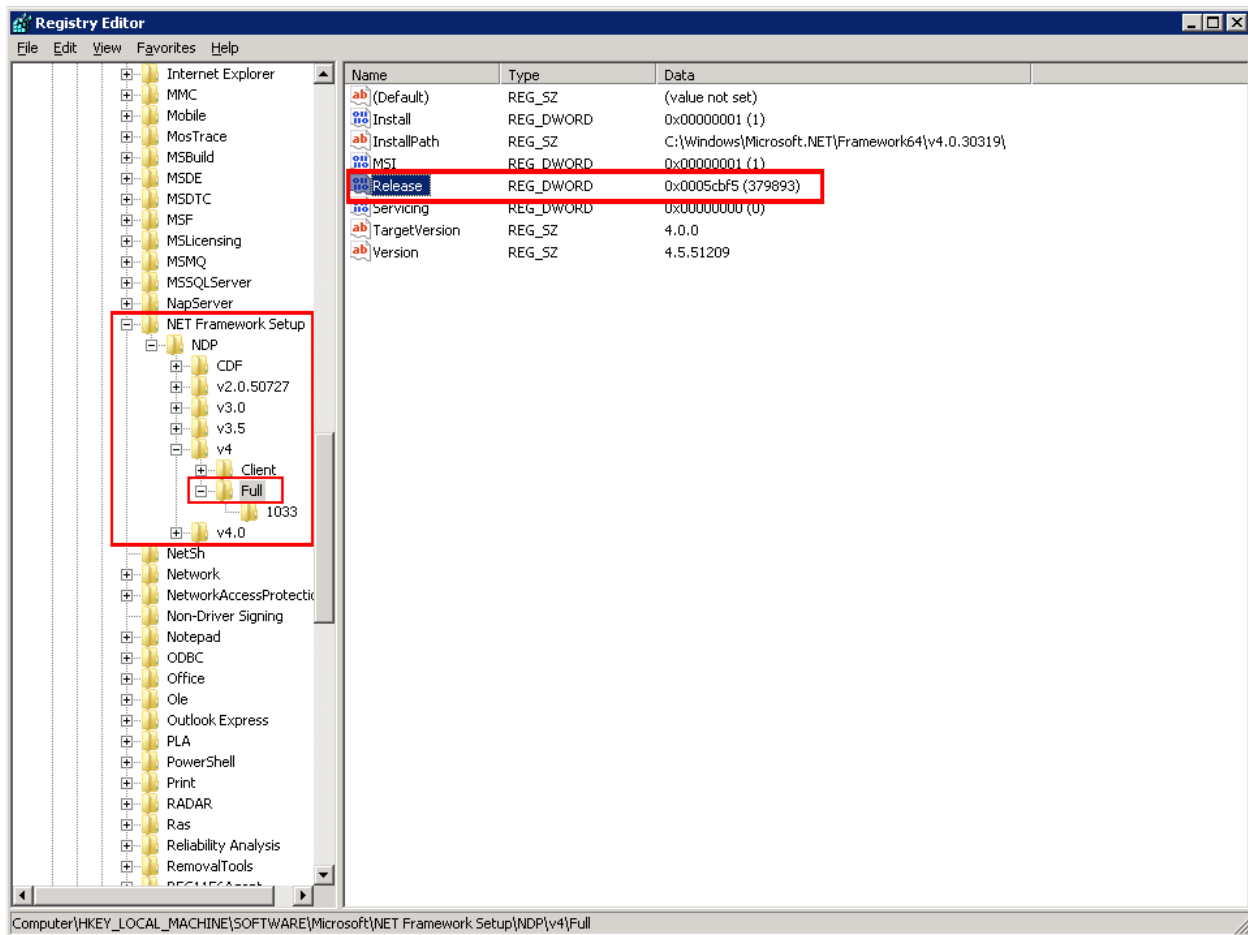 Registry Editor
File Edit View Favorites Help
Internet Explorer
MMC
Mobile
MosTrace
MSBuild
MSDE
MSDTC
MSF
MSLicensing
MSMQ
MSSQLServer
NapServer
NET Framework Setup
NDP
CDF
v2.0.50727
v3.0
v3.5
v4
Client
Full
1033
v4.0
NetSh
Network
NetworkAccessProtectic
Non-Driver Signing
Notepad
ODBC
Office
Ole
Outlook Express
PLA
PowerShell
Print
RADAR
Ras
Reliability Analysis
RemovalTools
Name Type Data
(Default) REG_SZ (value not set)
Install REG_DWORD 0x00000001 (1)
InstallPath REG_SZ C:\Windows\Microsoft.NET\Framework64\v4.0.30319\
MSI REG_DWORD 0x00000001 (1)
Release REG_DWORD 0x0005cbf5 (379893)
Servicing REG_DWORD 0x00000000 (0)
TargetVersion REG_SZ 4.0.0
Version REG_SZ 4.5.51209
Computer\HKEY_LOCAL_MACHINE\SOFTWARE\Microsoft\NET Framework Setup\NDP\v4\Full